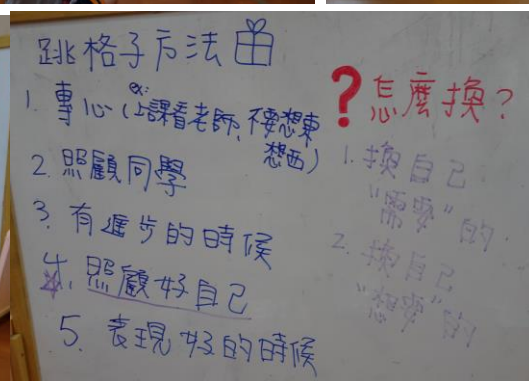 跳格子方法
1. 專心（ex: 上課看老師、不要想東
想西）
2. 照顧同學
3. 有進步的時候
4. 照顧好自己
5. 表現好的時候
? 怎麼換?
1. 換自己
"需要"的
2. 換自己
"想要"的